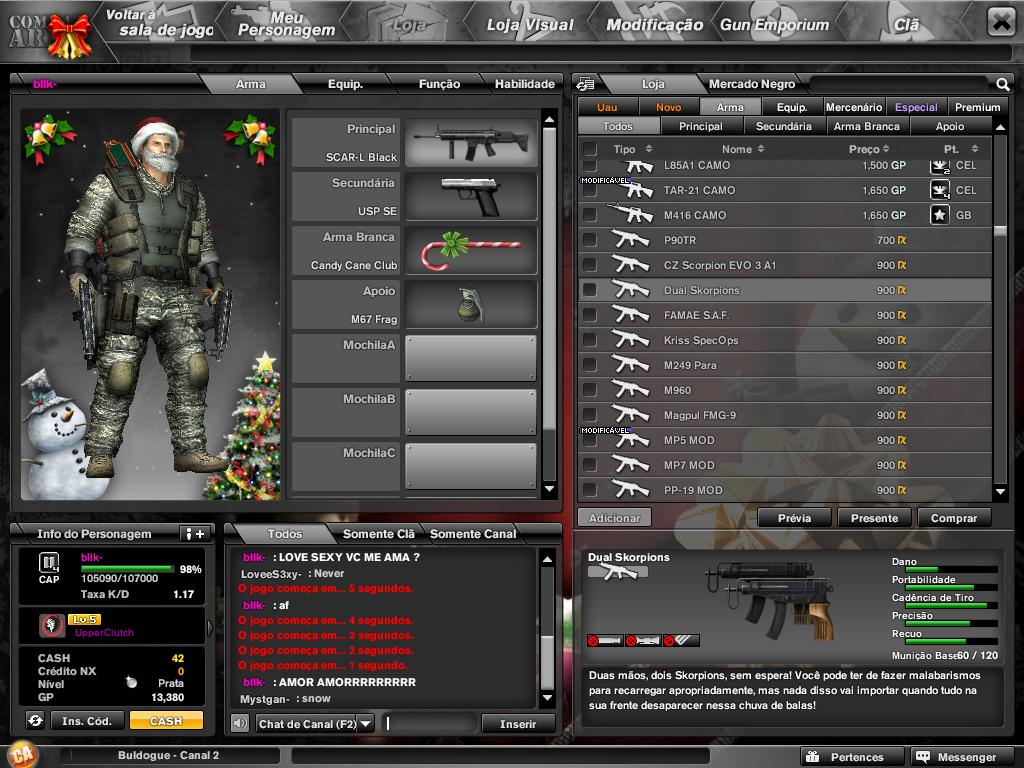 COM
AR
Voltar à
sala de jogo
Meu
Personagem
Loja
Loja Visual
Modificação
Gun Emporium
Clã
blik-
Arma
Equip.
Função
Habilidade
Principal
SCAR-L Black
Secundária
USP SE
Arma Branca
Candy Cane Club
Apoio
M67 Frag
MochilaA
MochilaB
MochilaC
Loja
Mercado Negro
Uau
Novo
Arma
Equip.
Mercenário
Especial
Premium
Todos
Principal
Secundária
Arma Branca
Apoio
Tipo
Nome
Preço
Pt.
L85A1 CAMO 1,500 GP 2 CEL
MODIFICÁVEL
TAR-21 CAMO 1,650 GP 4 CEL
M416 CAMO 1,650 GP GB
P90TR 700
CZ Scorpion EVO 3 A1 900
Dual Skorpions 900
FAMAE S.A.F. 900
Kriss SpecOps 900
M249 Para 900
M960 900
Magpul FMG-9 900
MODIFICÁVEL
MP5 MOD 900
MP7 MOD 900
PP-19 MOD 900
Adicionar
Prévia
Presente
Comprar
Info do Personagem
CAP
blik-
98%
105090/107000
Taxa K/D 1.17
Lv.5
UpperClutch
CASH 42
Crédito NX 0
Nível Prata
GP 13,380
Ins. Cód.
CASH
Todos
Somente Clã
Somente Canal
blik- : LOVE SEXY VC ME AMA ?
LoveeS3xy- : Never
O jogo começa em... 5 segundos.
blik- : af
O jogo começa em... 4 segundos.
O jogo começa em... 3 segundos.
O jogo começa em... 2 segundos.
O jogo começa em... 1 segundo.
blik- : AMOR AMORRRRRRRRR
Mystgan- : snow
Chat de Canal (F2)
Inserir
Dual Skorpions
Dano
Portabilidade
Cadência de Tiro
Precisão
Recuo
Munição Base 60 / 120
Duas mãos, dois Skorpions, sem espera! Você pode ter de fazer malabarismos
para recarregar apropriadamente, mas nada disso vai importar quando tudo na
sua frente desaparecer nessa chuva de balas!
CA
Buldogue - Canal 2
Pertences
Messenger